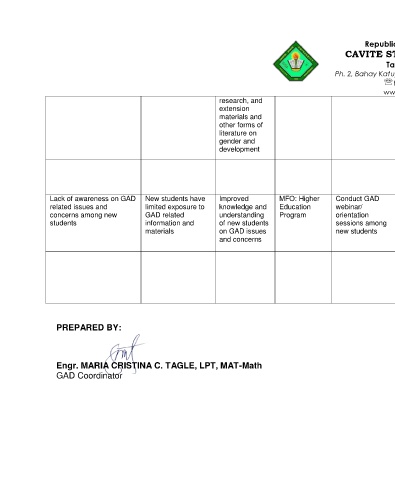 Republic
CAVITE ST
Ta
Ph. 2, Bahay Katu
www
research, and
extension
materials and
other forms of
literature on
gender and
development
Lack of awareness on GAD
related issues and
concerns among new
students
New students have
limited exposure to
GAD related
information and
materials
Improved
knowledge and
understanding
of new students
on GAD issues
and concerns
MFO: Higher
Education
Program
Conduct GAD
webinar/
orientation
sessions among
new students
PREPARED BY:
Engr. MARIA CRISTINA C. TAGLE, LPT, MAT-Math
GAD Coordinator